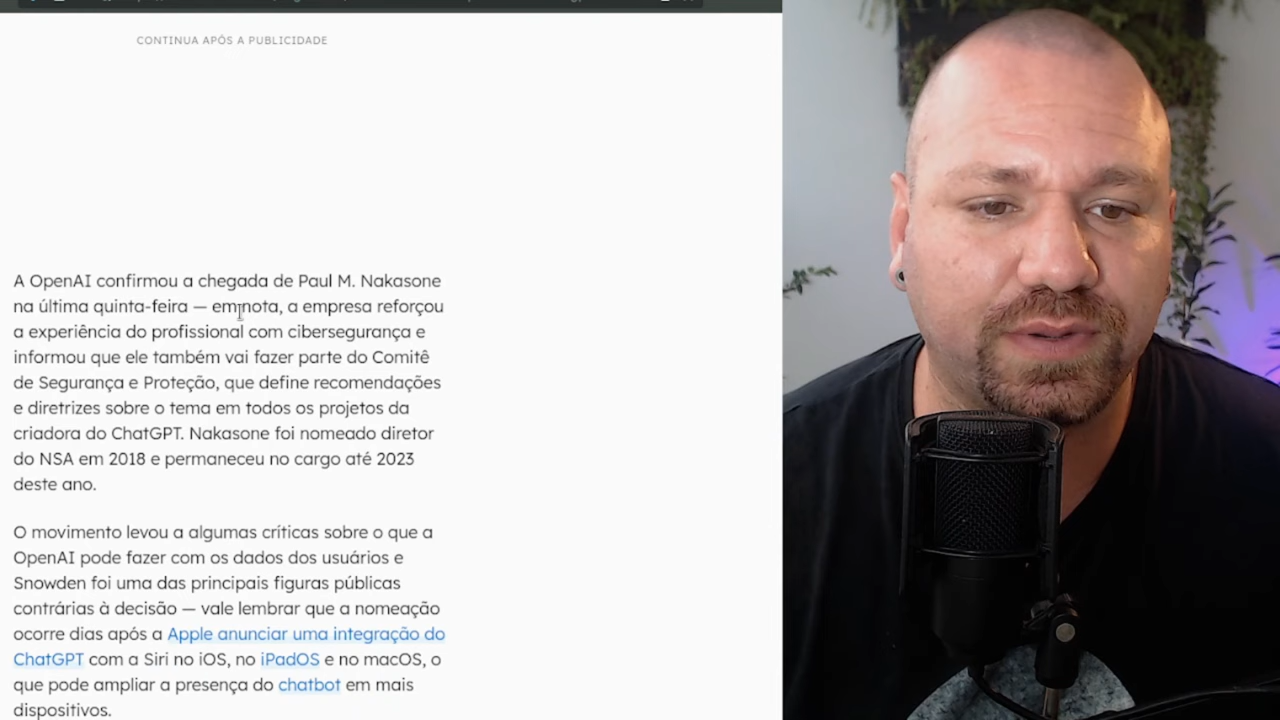 CONTINUA APÓS A PUBLICIDADE
A OpenAI confirmou a chegada de Paul M. Nakasone
na última quinta-feira — em nota, a empresa reforçou
a experiência do profissional com cibersegurança e
informou que ele também vai fazer parte do Comitê
de Segurança e Proteção, que define recomendações
e diretrizes sobre o tema em todos os projetos da
criadora do ChatGPT. Nakasone foi nomeado diretor
do NSA em 2018 e permaneceu no cargo até 2023
deste ano.
O movimento levou a algumas críticas sobre o que a
OpenAI pode fazer com os dados dos usuários e
Snowden foi uma das principais figuras públicas
contrárias à decisão — vale lembrar que a nomeação
ocorre dias após a Apple anunciar uma integração do
ChatGPT com a Siri no iOS, no iPadOS e no macOS, o
que pode ampliar a presença do chatbot em mais
dispositivos.